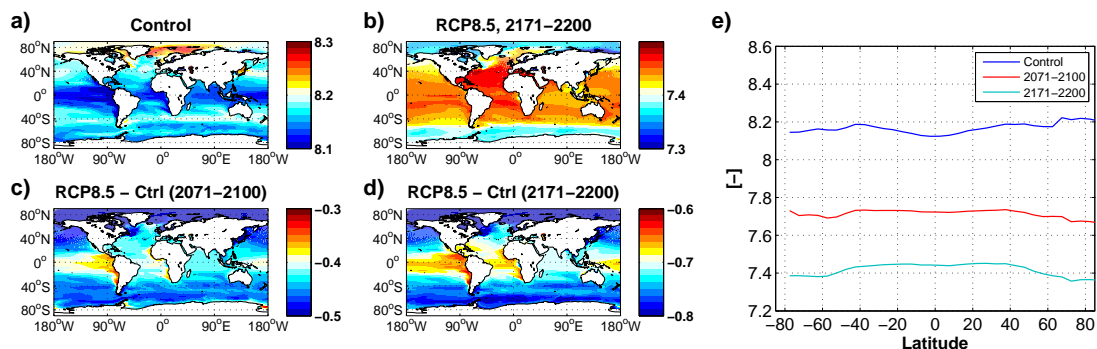 a) Control
80°N
40°N
0°
40°S
80°S
180°W 90°W 0° 90°E 180°W
8.3
8.2
8.1
b) RCP8.5, 2171−2200
80°N
40°N
0°
40°S
80°S
180°W 90°W 0° 90°E 180°W
7.4
7.3
c) RCP8.5 − Ctrl (2071−2100)
80°N
40°N
0°
40°S
80°S
180°W 90°W 0° 90°E 180°W
−0.3
−0.4
−0.5
d) RCP8.5 − Ctrl (2171−2200)
80°N
40°N
0°
40°S
80°S
180°W 90°W 0° 90°E 180°W
−0.6
−0.7
−0.8
e)
[−]
8.6
8.4
8.2
8
7.8
7.6
7.4
7.2
Control
2071−2100
2171−2200
−80 −60 −40 −20 0 20 40 60 80
Latitude